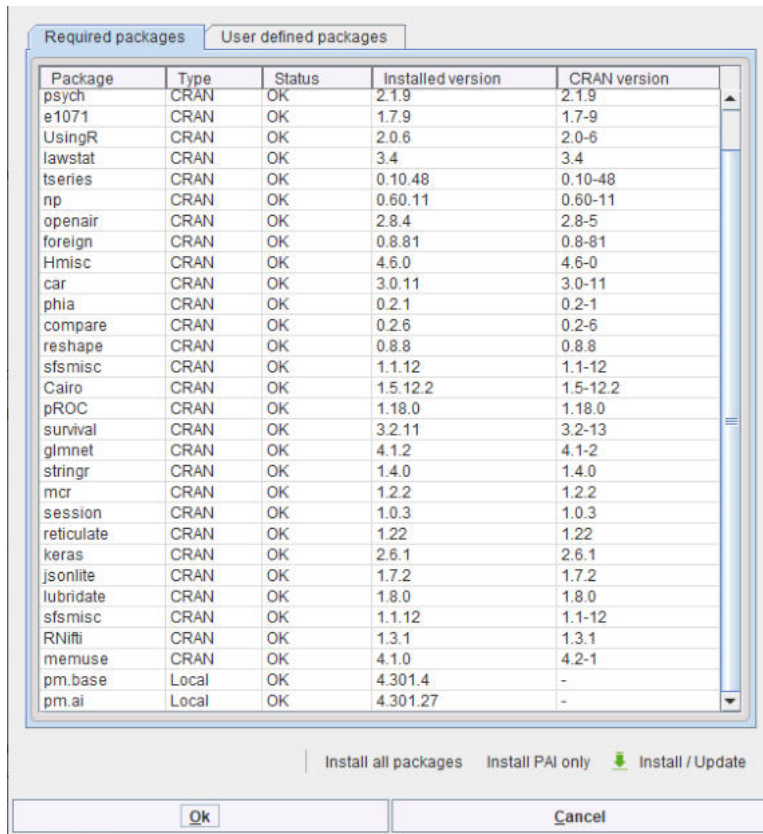 Required packages User defined packages
Package Type Status Installed version CRAN version
psych CRAN OK 2.1.9 2.1.9
e1071 CRAN OK 1.7.9 1.7-9
UsingR CRAN OK 2.0.6 2.0-6
lawstat CRAN OK 3.4 3.4
tseries CRAN OK 0.10.48 0.10-48
np CRAN OK 0.60.11 0.60-11
openair CRAN OK 2.8.4 2.8-5
foreign CRAN OK 0.8.81 0.8-81
Hmisc CRAN OK 4.6.0 4.6-0
car CRAN OK 3.0.11 3.0-11
phia CRAN OK 0.2.1 0.2-1
compare CRAN OK 0.2.6 0.2-6
reshape CRAN OK 0.8.8 0.8.8
sfsmisc CRAN OK 1.1.12 1.1-12
Cairo CRAN OK 1.5.12.2 1.5-12.2
pROC CRAN OK 1.18.0 1.18.0
survival CRAN OK 3.2.11 3.2-13
glmnet CRAN OK 4.1.2 4.1-2
stringr CRAN OK 1.4.0 1.4.0
mcr CRAN OK 1.2.2 1.2.2
session CRAN OK 1.0.3 1.0.3
reticulate CRAN OK 1.22 1.22
keras CRAN OK 2.6.1 2.6.1
jsonlite CRAN OK 1.7.2 1.7.2
lubridate CRAN OK 1.8.0 1.8.0
sfsmisc CRAN OK 1.1.12 1.1-12
RNifti CRAN OK 1.3.1 1.3.1
memuse CRAN OK 4.1.0 4.2-1
pm.base Local OK 4.301.4 -
pm.ai Local OK 4.301.27 -
Install all packages Install PAI only Install / Update
Ok Cancel